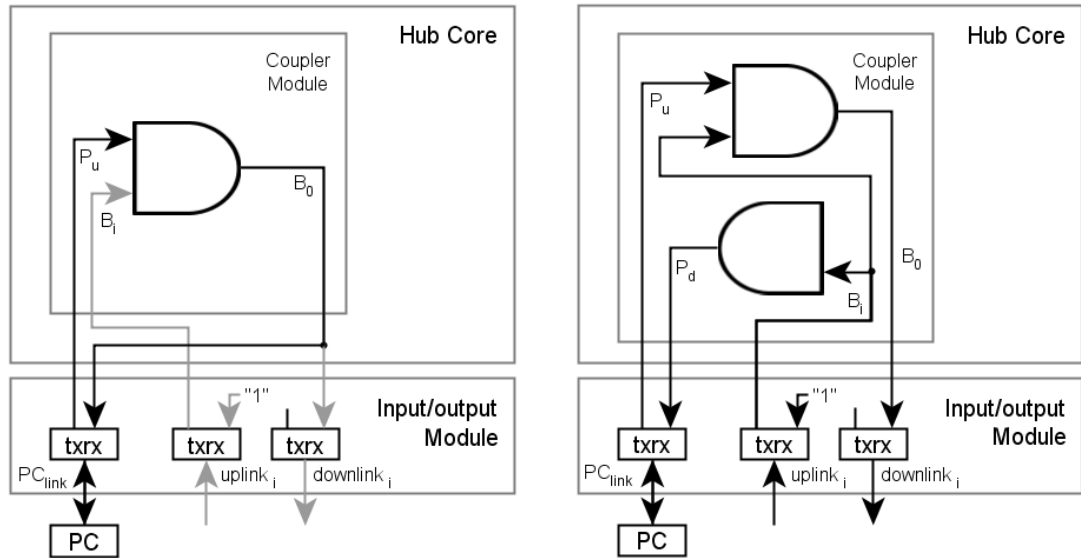 Hub Core
Coupler
Module
P_u
B_i
B_0
"1"
Input/output
Module
txrx
txrx
txrx
PC_link
uplink_i
downlink_i
PC
Hub Core
Coupler
Module
P_u
P_d
B_i
B_0
"1"
Input/output
Module
txrx
txrx
txrx
PC_link
uplink_i
downlink_i
PC